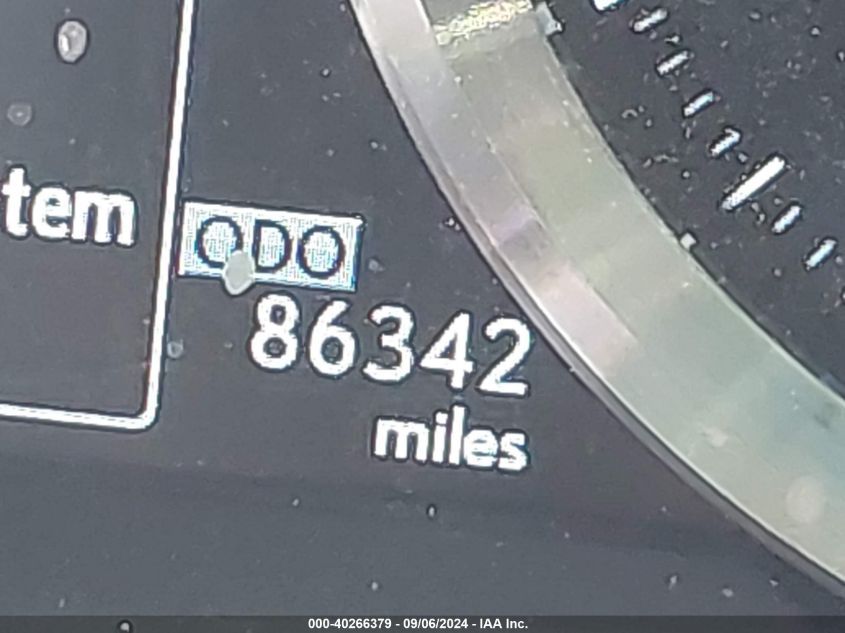 tem
ODO
86342
miles
000-40266379 - 09/06/2024 - IAA Inc.